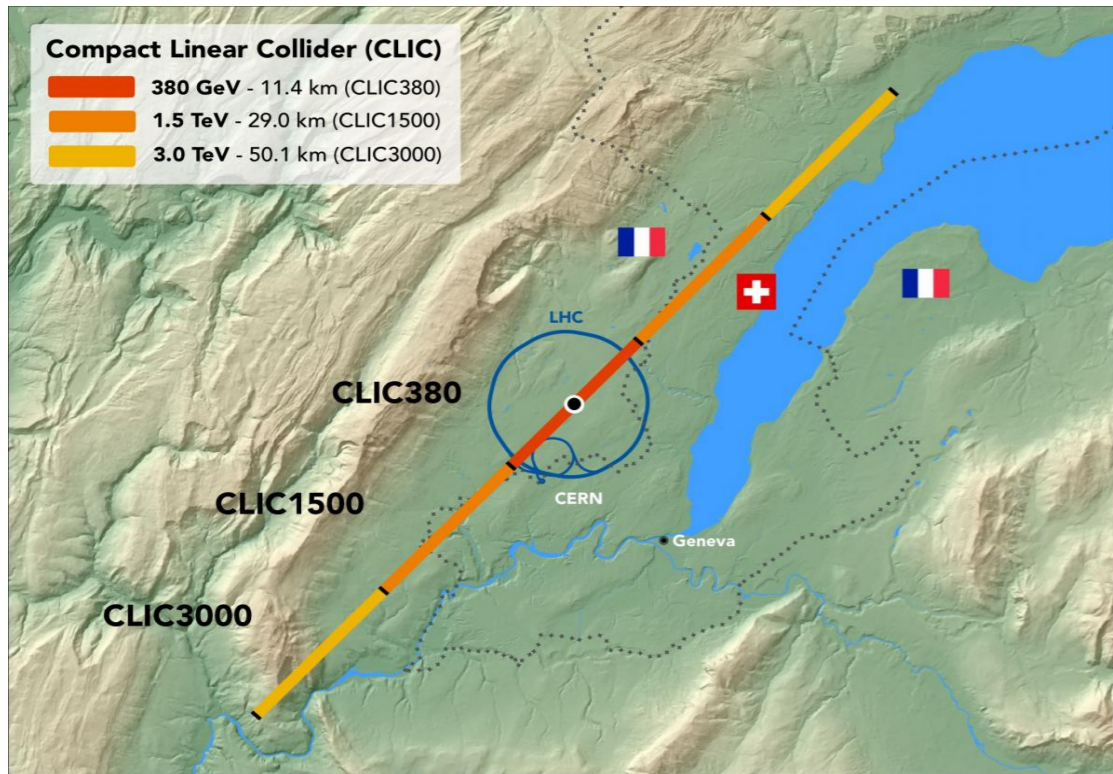 Compact Linear Collider (CLIC)
380 GeV - 11.4 km (CLIC380)
1.5 TeV - 29.0 km (CLIC1500)
3.0 TeV - 50.1 km (CLIC3000)
LHC
CLIC380
CLIC1500
CERN
Geneva
CLIC3000